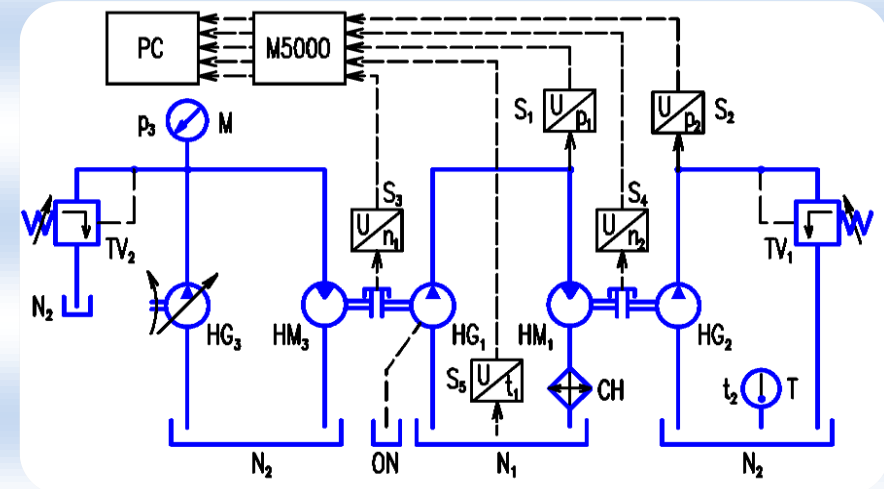 PC
M5000
p₃
M
S₁
U
p₁
U
p₂
S₂
S₃
U
n₁
S₄
U
n₂
TV₂
TV₁
N₂
HG₃
HM₃
HG₁
HM₁
HG₂
S₅
U
t₁
CH
t₂
T
N₂
ON
N₁
N₂